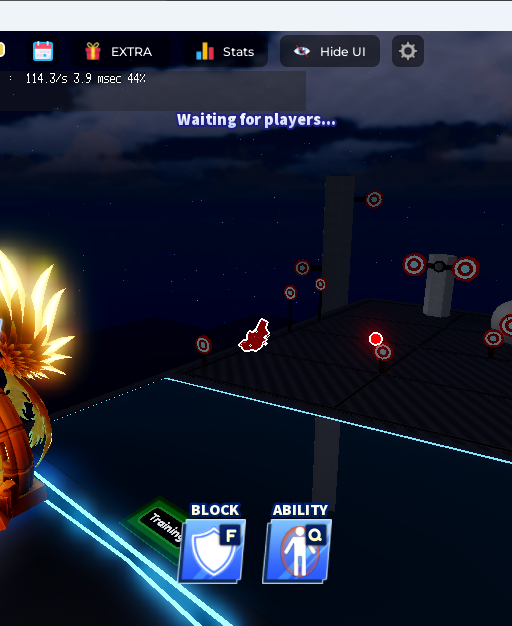 EXTRA
Stats
Hide UI
: 114.3/s 3.9 msec 44%
Waiting for players...
BLOCK
ABILITY
F
Q
Training